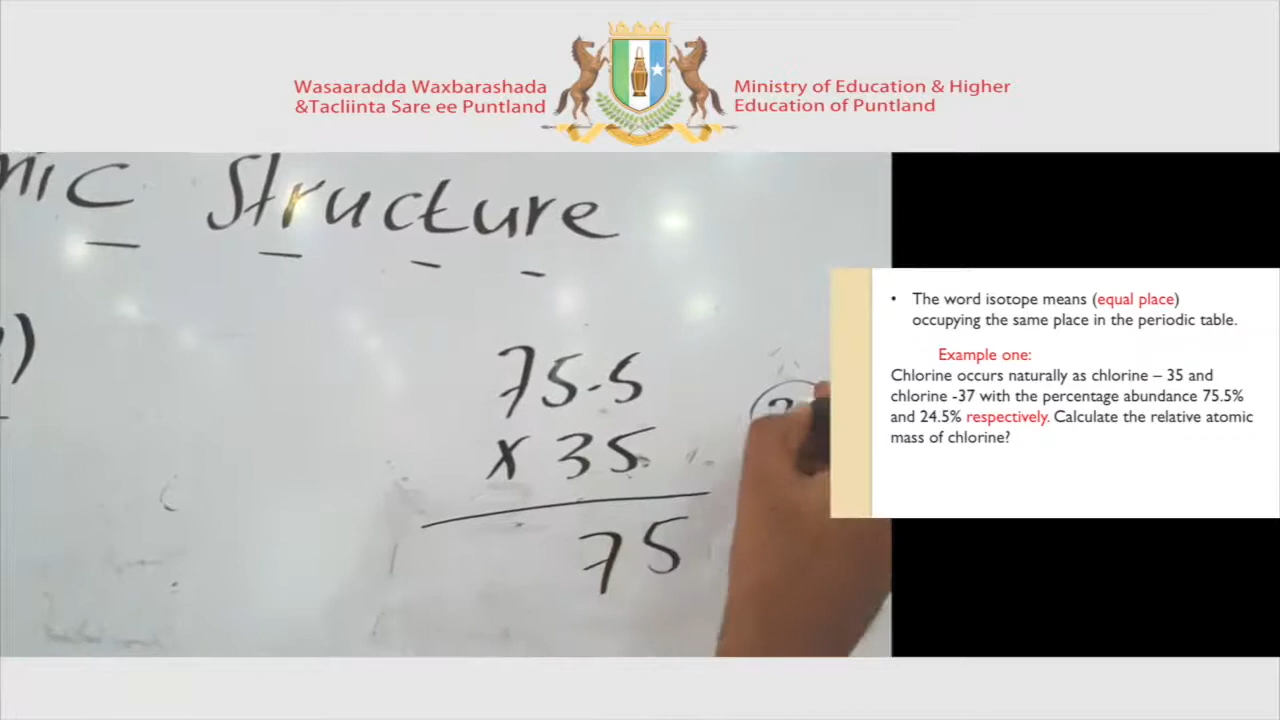 Wasaaradda Waxbarashada
&Tacliinta Sare ee Puntland
Ministry of Education & Higher
Education of Puntland
mic Structure
)
75.5
x 35
75
• The word isotope means (equal place)
occupying the same place in the periodic table.
Example one:
Chlorine occurs naturally as chlorine – 35 and
chlorine -37 with the percentage abundance 75.5%
and 24.5% respectively. Calculate the relative atomic
mass of chlorine?